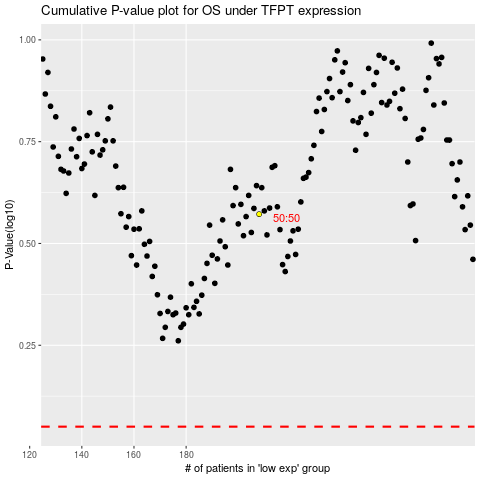 Cumulative P-value plot for OS under TFPT expression
P-Value(log10)
1.00
0.75
0.50
0.25
50:50
120 140 160 180
# of patients in 'low exp' group